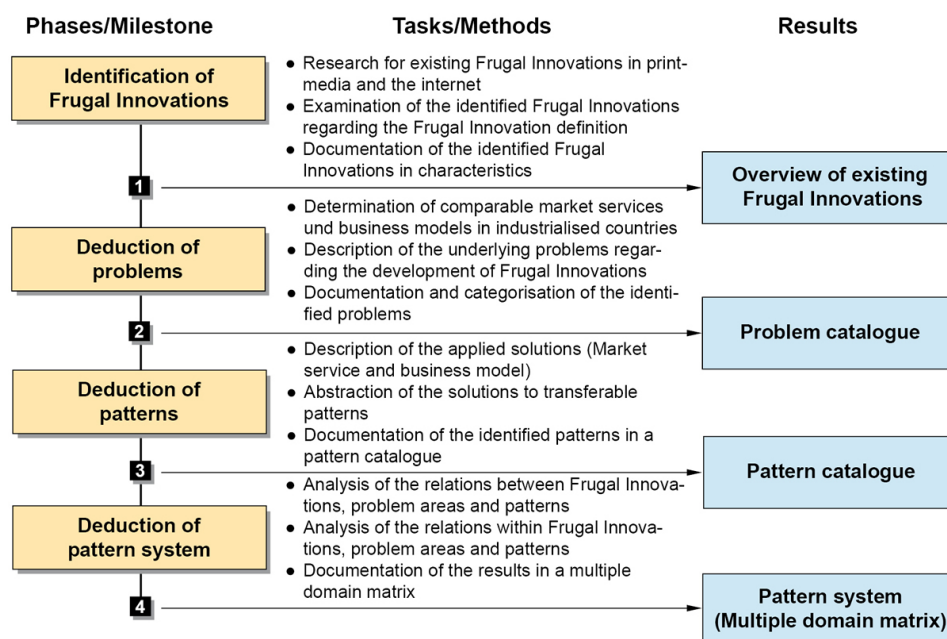 Phases/Milestone
Tasks/Methods
Results
Identification of
Frugal Innovations
● Research for existing Frugal Innovations in print-
media and the internet
● Examination of the identified Frugal Innovations
regarding the Frugal Innovation definition
● Documentation of the identified Frugal
Innovations in characteristics
1
Overview of existing
Frugal Innovations
Deduction of
problems
● Determination of comparable market services
und business models in industrialised countries
● Description of the underlying problems regar-
ding the development of Frugal Innovations
● Documentation and categorisation of the identi-
fied problems
2
Problem catalogue
Deduction of
patterns
● Description of the applied solutions (Market
service and business model)
● Abstraction of the solutions to transferable
patterns
● Documentation of the identified patterns in a
pattern catalogue
3
Pattern catalogue
Deduction of
pattern system
● Analysis of the relations between Frugal Innova-
tions, problem areas and patterns
● Analysis of the relations within Frugal Innova-
tions, problem areas and patterns
● Documentation of the results in a multiple
domain matrix
4
Pattern system
(Multiple domain matrix)